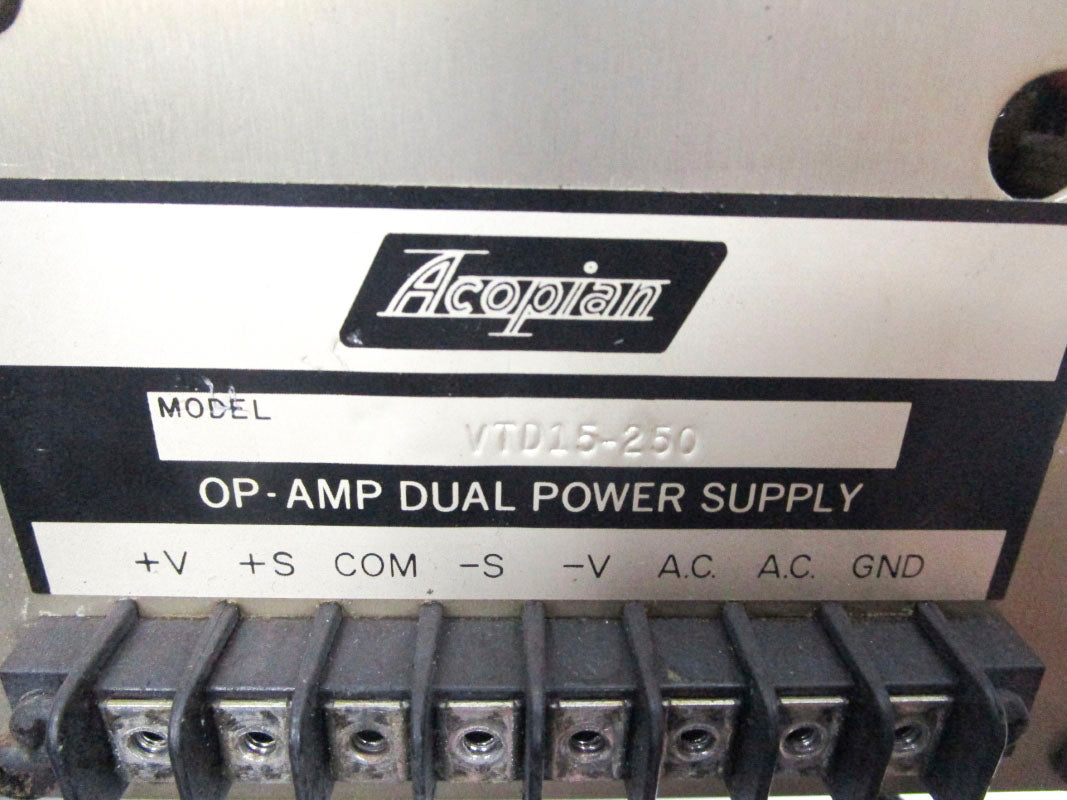 Acopian
MODEL
VTD15-250
OP-AMP DUAL POWER SUPPLY
+V +S COM -S -V A.C. A.C. GND